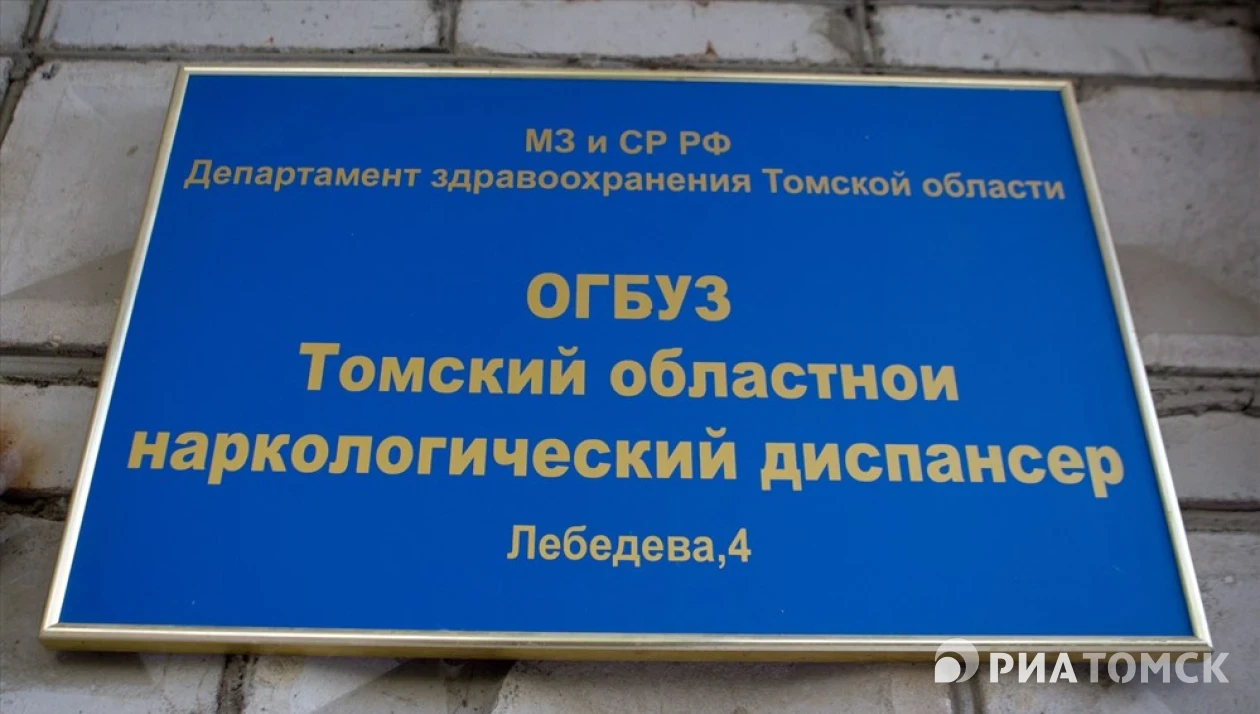 МЗ и СР РФ
Департамент здравоохранения Томской области
ОГБУЗ
Томский областнои
наркологический диспансер
Лебедева,4
РИАТОМСК